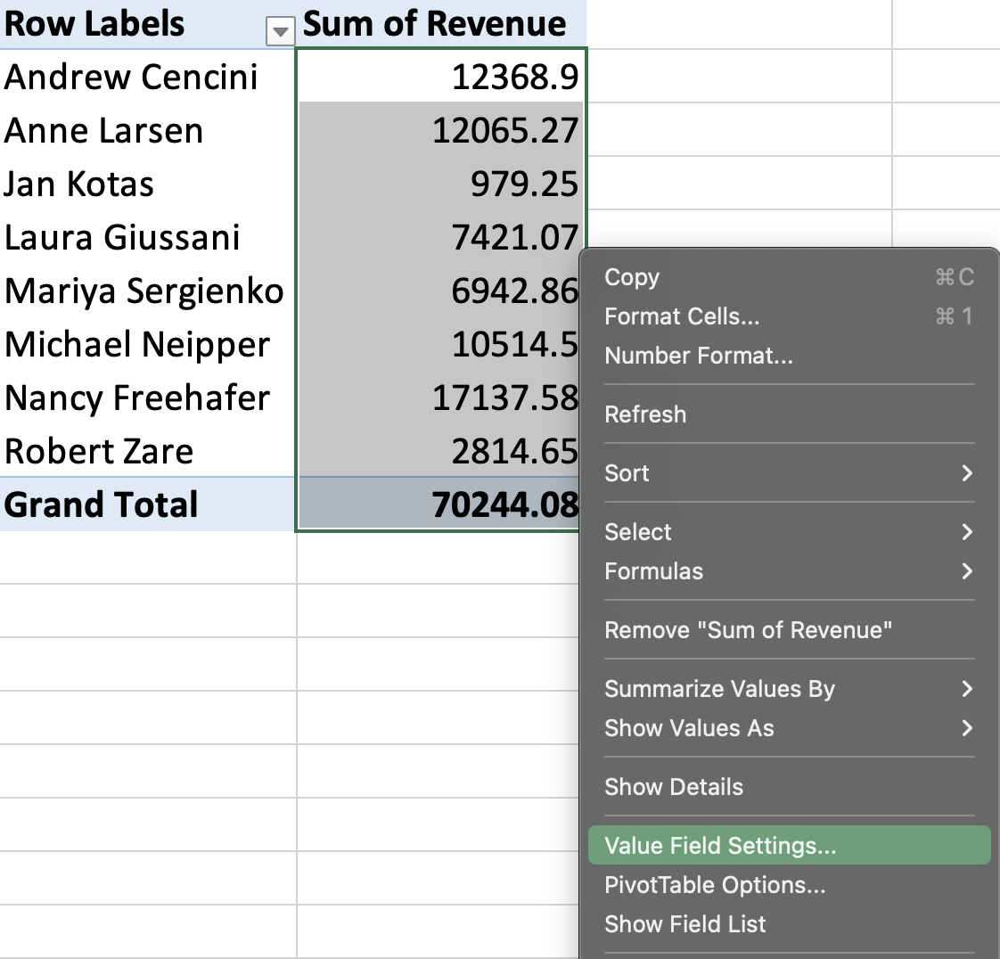 Row Labels Sum of Revenue
Andrew Cencini 12368.9
Anne Larsen 12065.27
Jan Kotas 979.25
Laura Giussani 7421.07
Mariya Sergienko 6942.86
Michael Neipper 10514.5
Nancy Freehafer 17137.58
Robert Zare 2814.65
Grand Total 70244.08
Copy ⌘ C
Format Cells... ⌘ 1
Number Format...
Refresh
Sort
Select
Formulas
Remove "Sum of Revenue"
Summarize Values By
Show Values As
Show Details
Value Field Settings...
PivotTable Options...
Show Field List